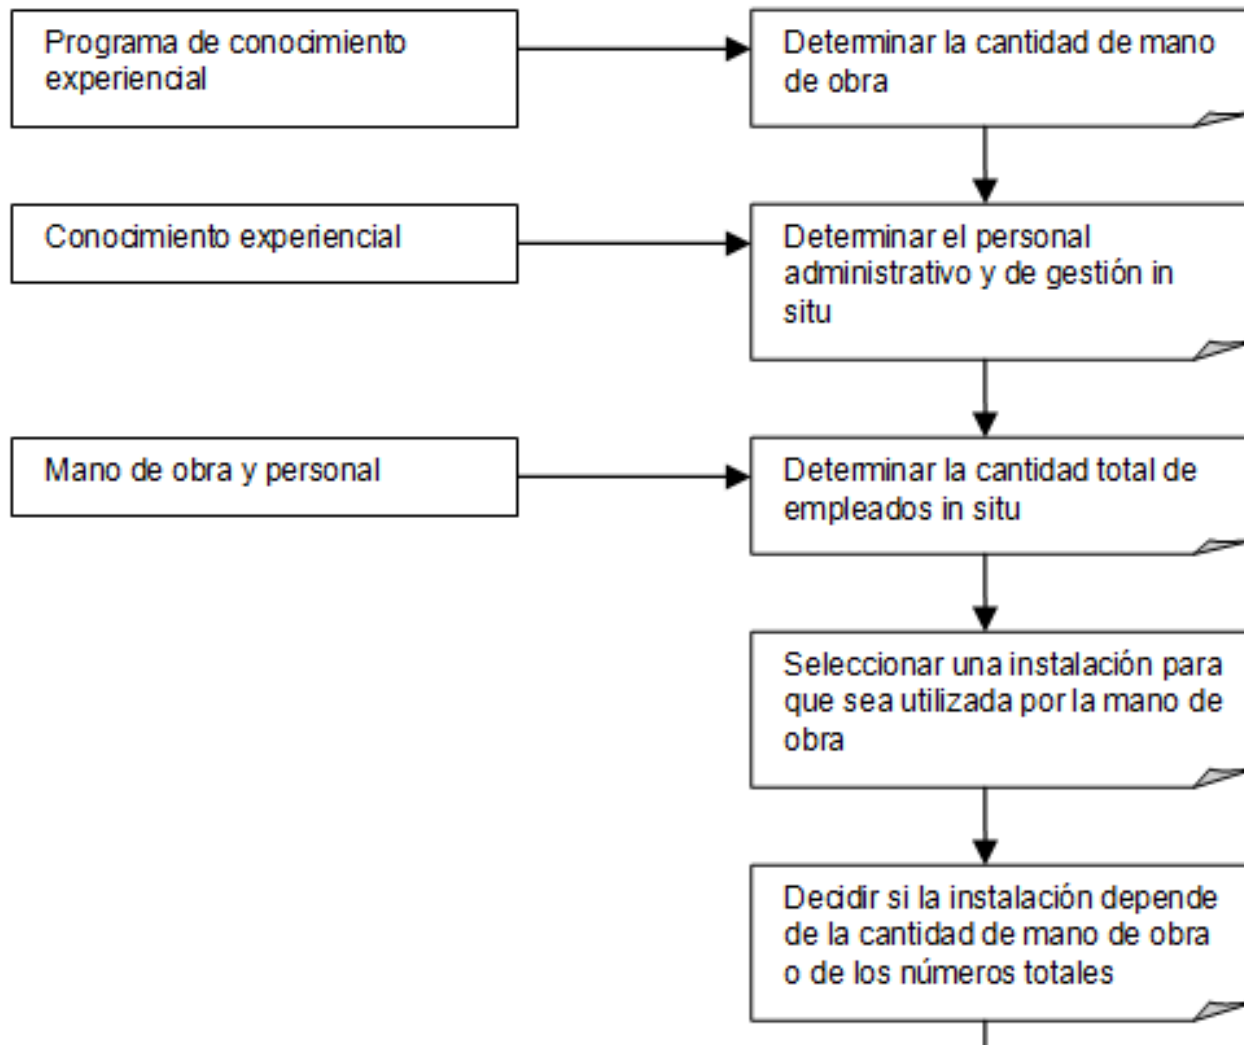 Programa de conocimiento
experiencial
Determinar la cantidad de mano
de obra
Conocimiento experiencial
Determinar el personal
administrativo y de gestión in
situ
Mano de obra y personal
Determinar la cantidad total de
empleados in situ
Seleccionar una instalación para
que sea utilizada por la mano de
obra
Decidir si la instalación depende
de la cantidad de mano de obra
o de los números totales